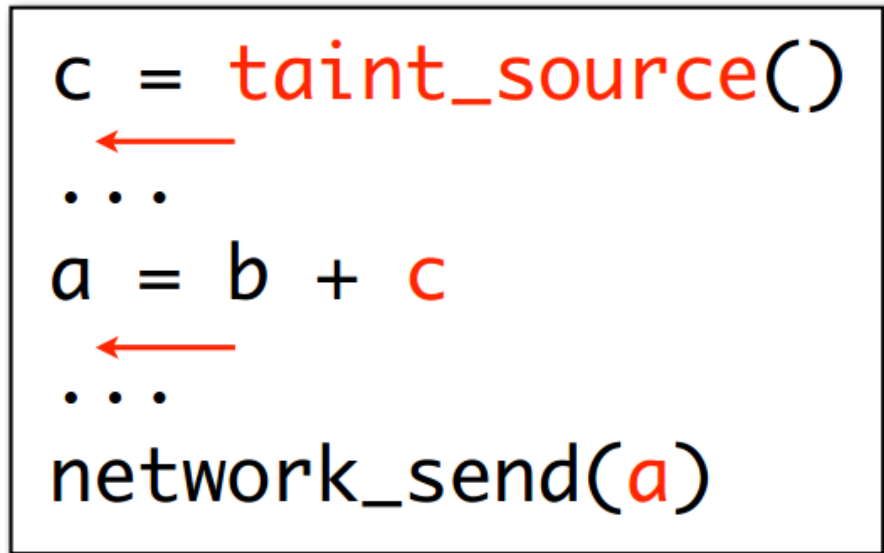 c = taint_source()
...
a = b + c
...
network_send(a)